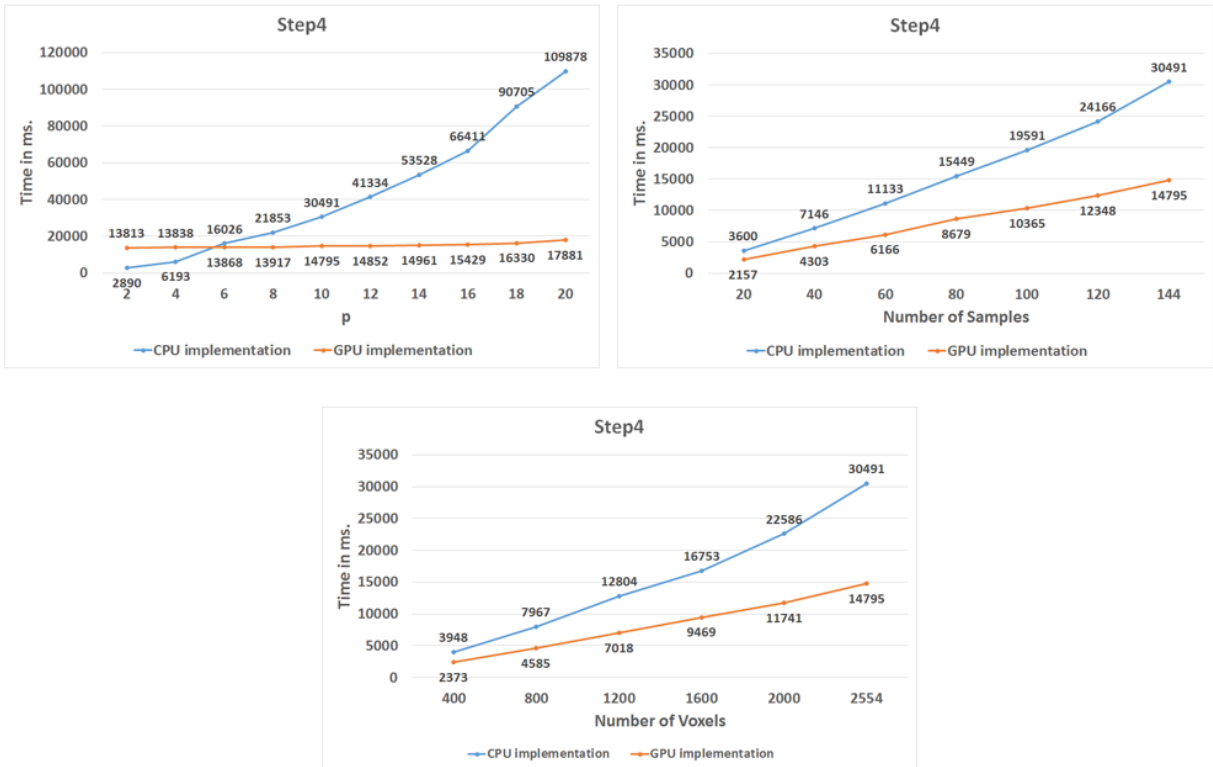 Step4
120000
100000
80000
60000
40000
20000
0
Time in ms.
109878
90705
66411
53528
41334
30491
21853
16026
13813 13838
2890 6193 13868 13917 14795 14852 14961 15429 16330 17881
2 4 6 8 10 12 14 16 18 20
p
CPU implementation GPU implementation
Step4
35000
30000
25000
20000
15000
10000
5000
0
Time in ms.
30491
24166
19591
15449
11133
7146
3600
2157 4303 6166 8679 10365 12348 14795
20 40 60 80 100 120 144
Number of Samples
CPU implementation GPU implementation
Step4
35000
30000
25000
20000
15000
10000
5000
0
Time in ms.
30491
22586
16753
12804
7967
3948
2373 4585 7018 9469 11741 14795
400 800 1200 1600 2000 2554
Number of Voxels
CPU implementation GPU implementation